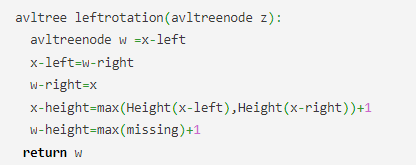 avltree leftrotation(avltreenode z):
avltreenode w =x-left
x-left=w-right
w-right=x
x-height=max(Height(x-left),Height(x-right))+1
w-height=max(missing)+1
return w